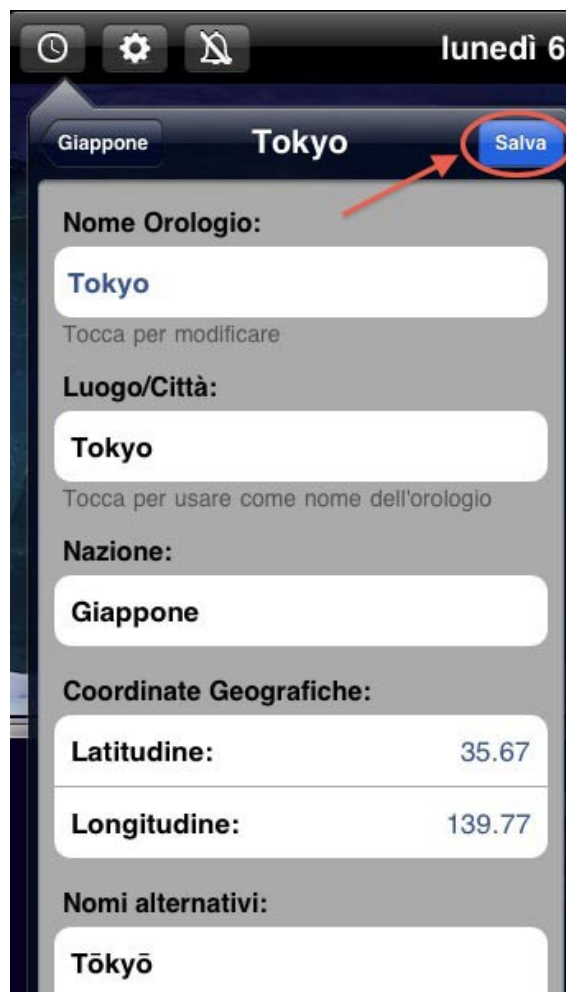 lunedì 6
Giappone Tokyo Salva
Nome Orologio:
Tokyo
Tocca per modificare
Luogo/Città:
Tokyo
Tocca per usare come nome dell'orologio
Nazione:
Giappone
Coordinate Geografiche:
Latitudine: 35.67
Longitudine: 139.77
Nomi alternativi:
Tōkyō